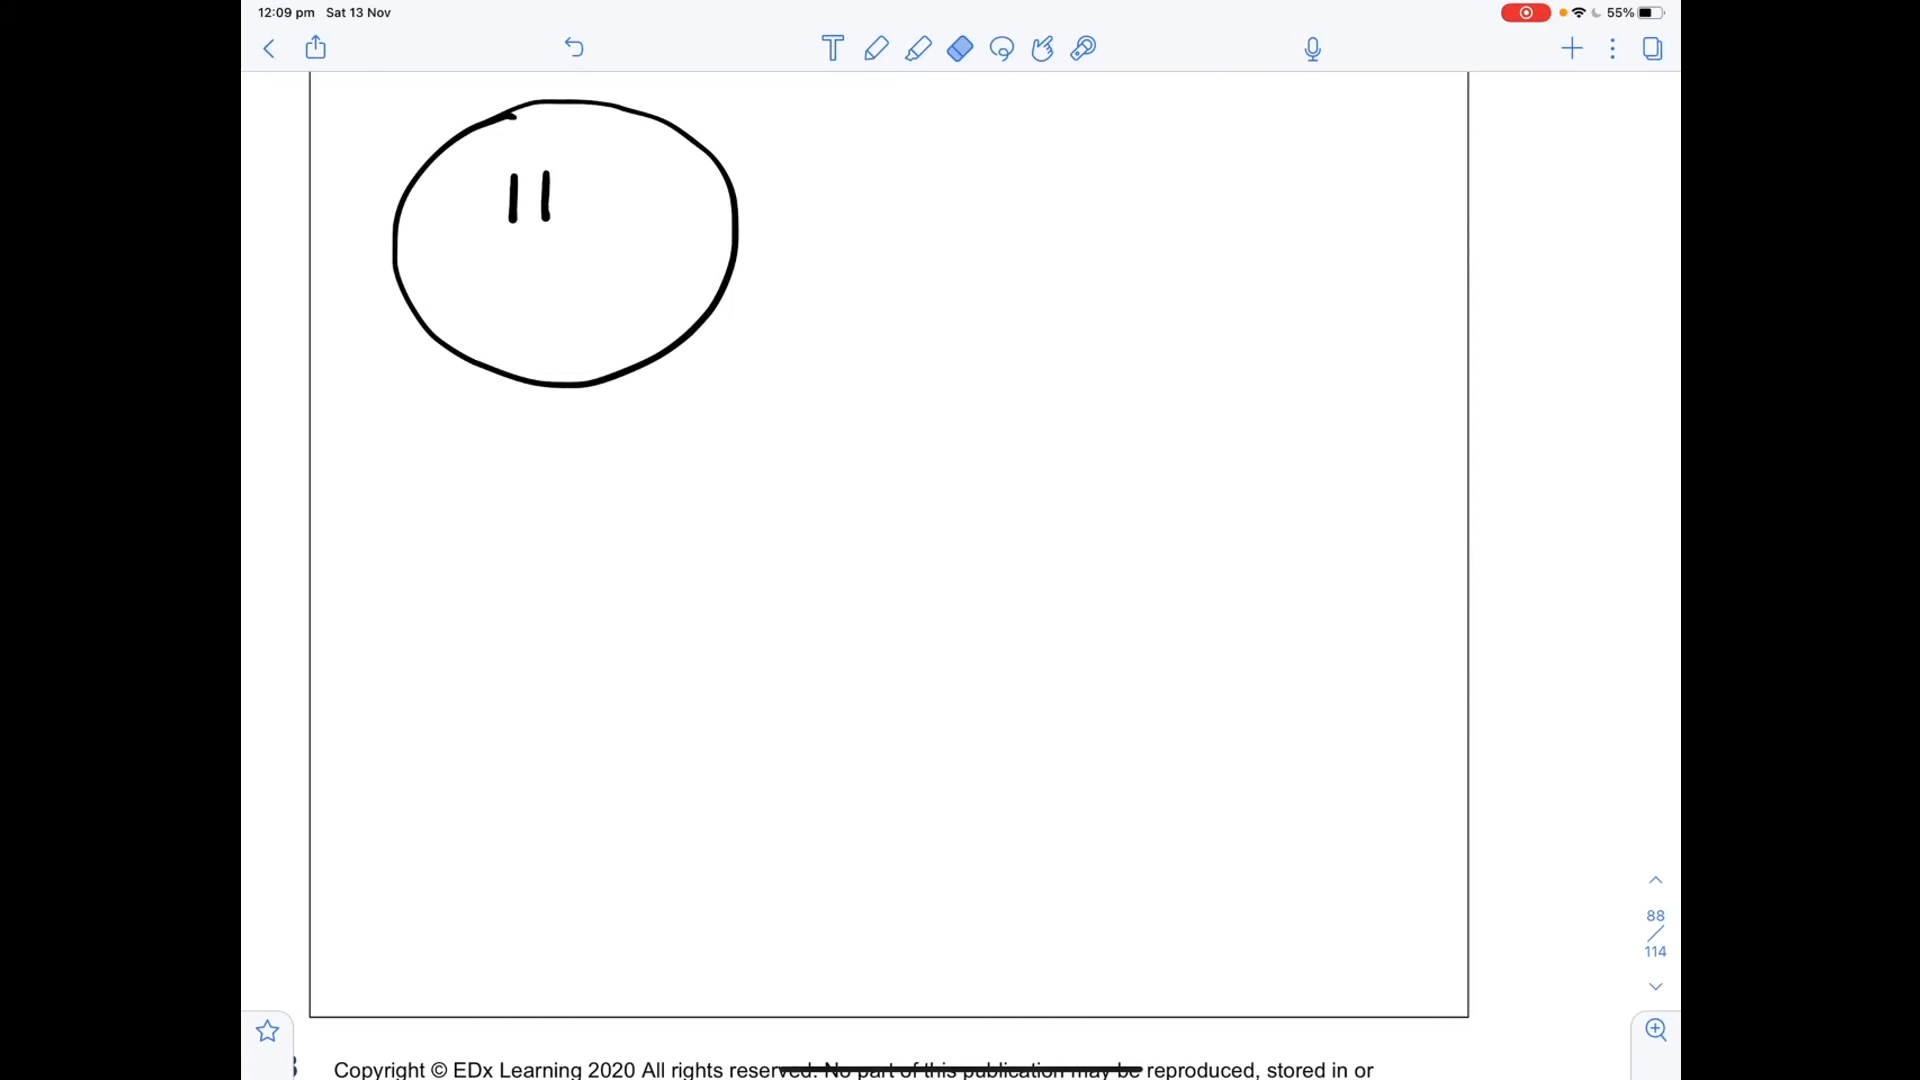 12:09 pm Sat 13 Nov
55%
11
88
114
Copyright © EDx Learning 2020 All rights reserved. No part of this publication may be reproduced, stored in or